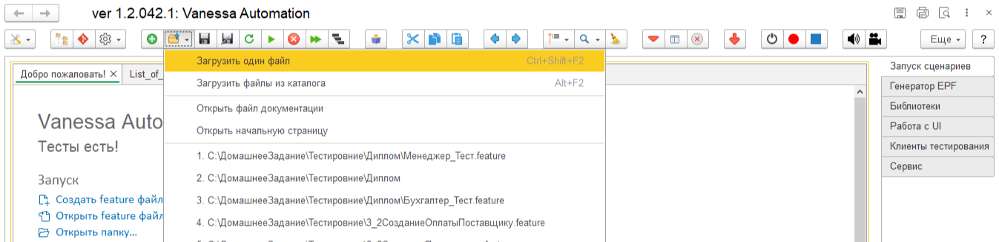 ver 1.2.042.1: Vanessa Automation
Еще
?
Загрузить один файл Ctrl+Shift+F2
Загрузить файлы из каталога Alt+F2
Открыть файл документации
Открыть начальную страницу
1. C:\ДомашнееЗадание\Тестировние\Диплом\Менеджер_Тест.feature
2. C:\ДомашнееЗадание\Тестировние\Диплом
3. C:\ДомашнееЗадание\Тестировние\Диплом\Бухгалтер_Тест.feature
4. C:\ДомашнееЗадание\Тестировние\3_2СозданиеОплатыПоставщику.feature
Добро пожаловать! × List_of_
Vanessa Auto
Тесты есть!
Запуск
Создать feature файл
Открыть feature файл
Открыть папку...
Запуск сценариев
Генератор EPF
Библиотеки
Работа с UI
Клиенты тестирования
Сервис